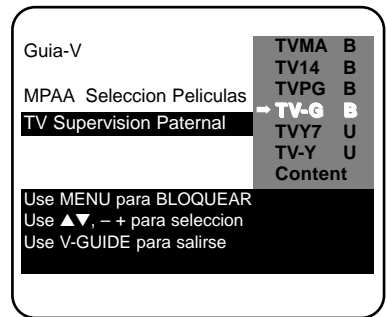 Guia-V
MPAA Seleccion Peliculas
TV Supervision Paternal
TVMA B
TV14 B
TVPG B
➡ TV-G B
TVY7 U
TV-Y U
Content
Use MENU para BLOQUEAR
Use ▲▼, – + para seleccion
Use V-GUIDE para salirse